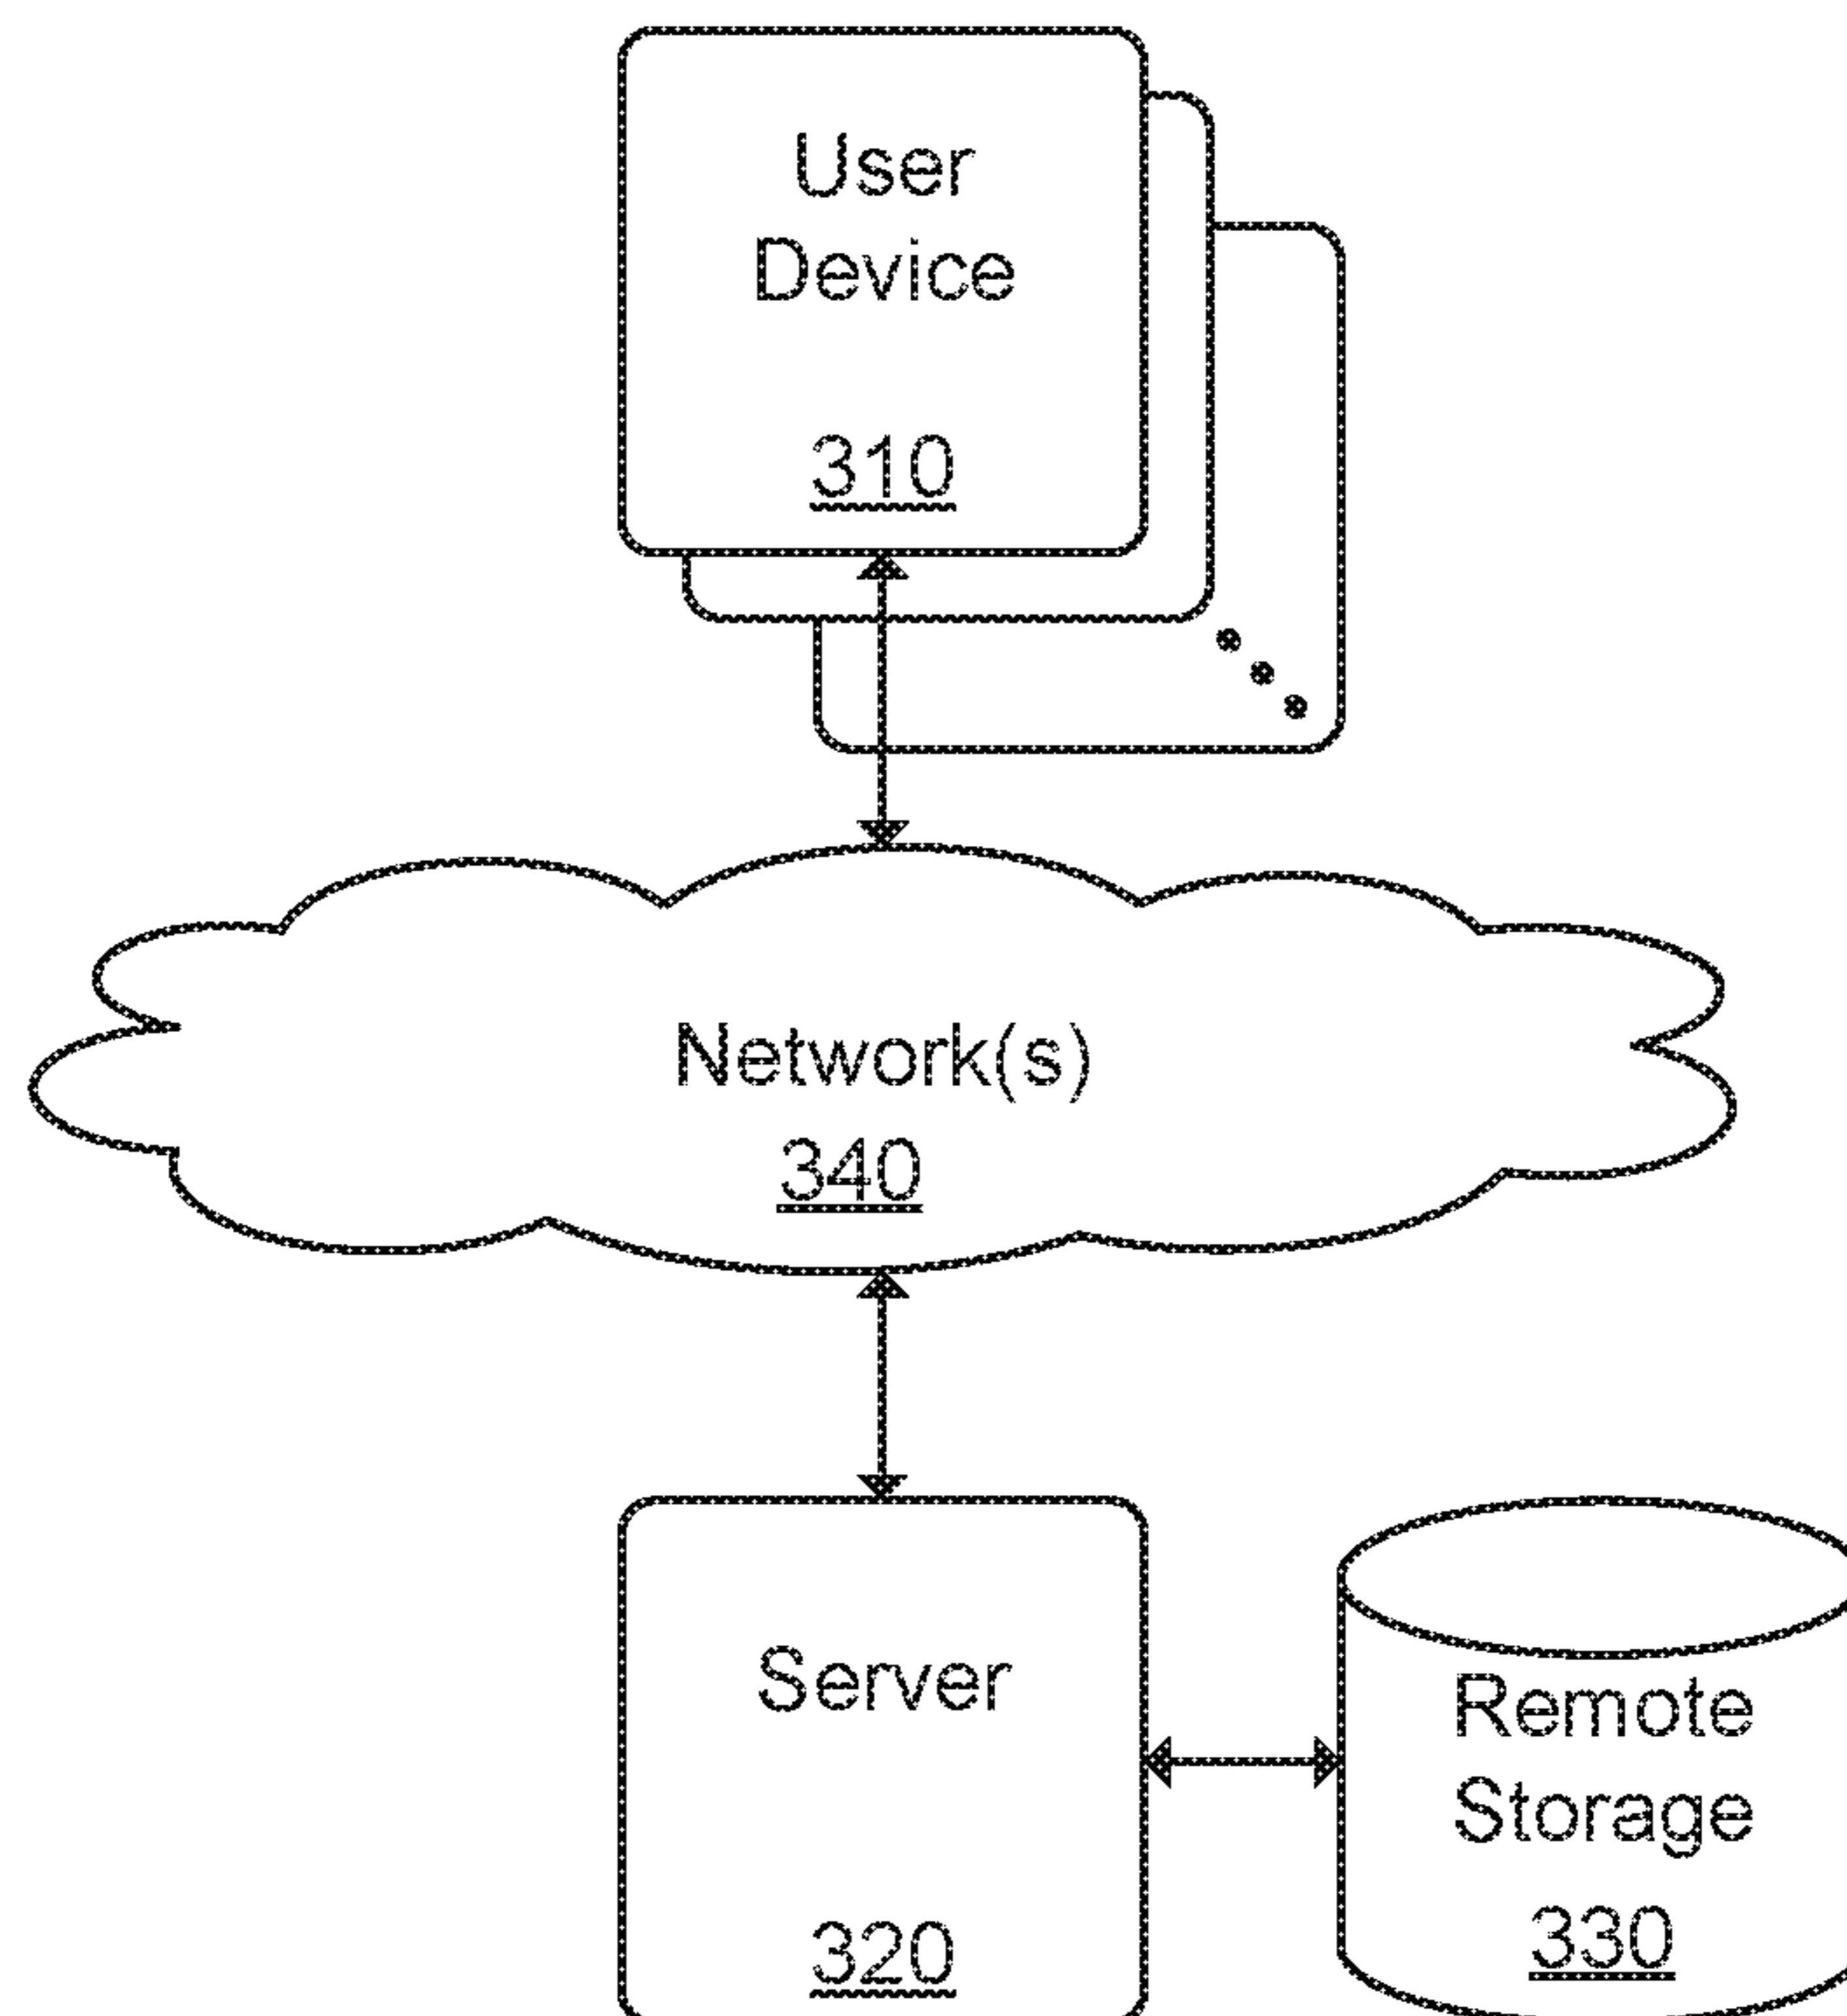 User
Device
310
Network(s)
340
Server
320
Remote
Storage
330